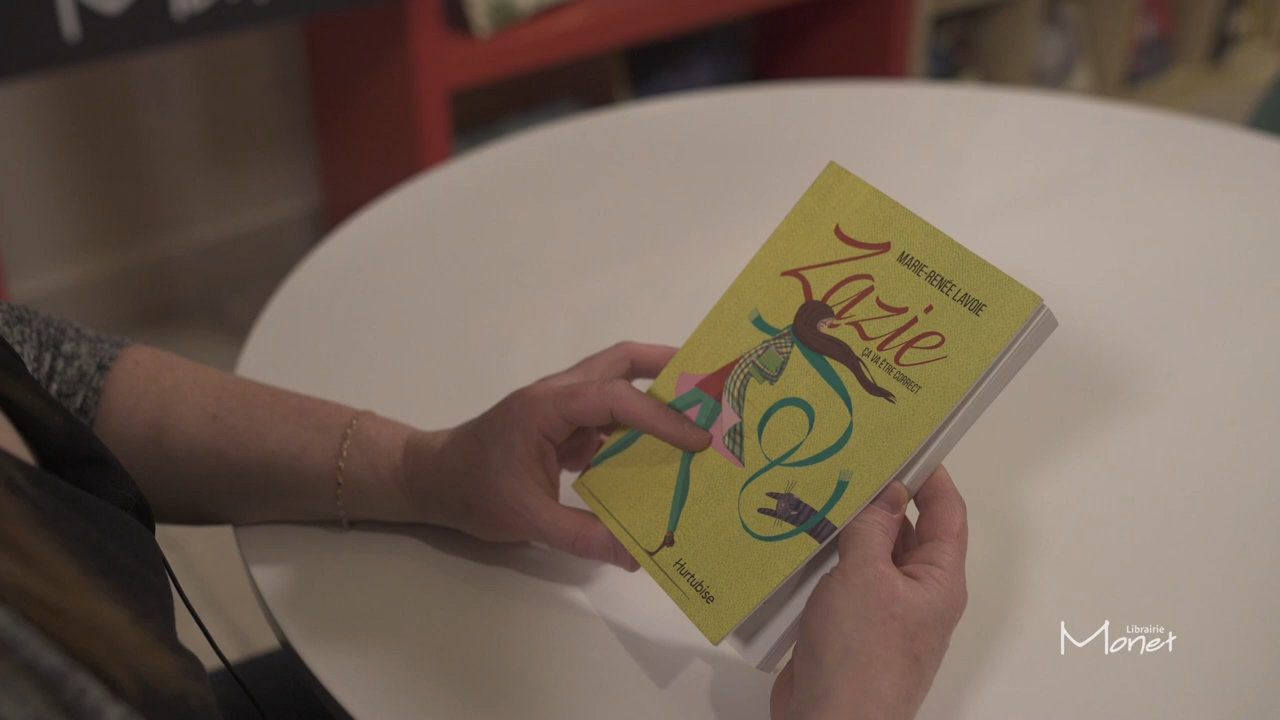 MARIE-RENÉE LAVOIE
Zazie
ÇA VA ÊTRE CORRECT
Hurtubise
Librairie
Monet